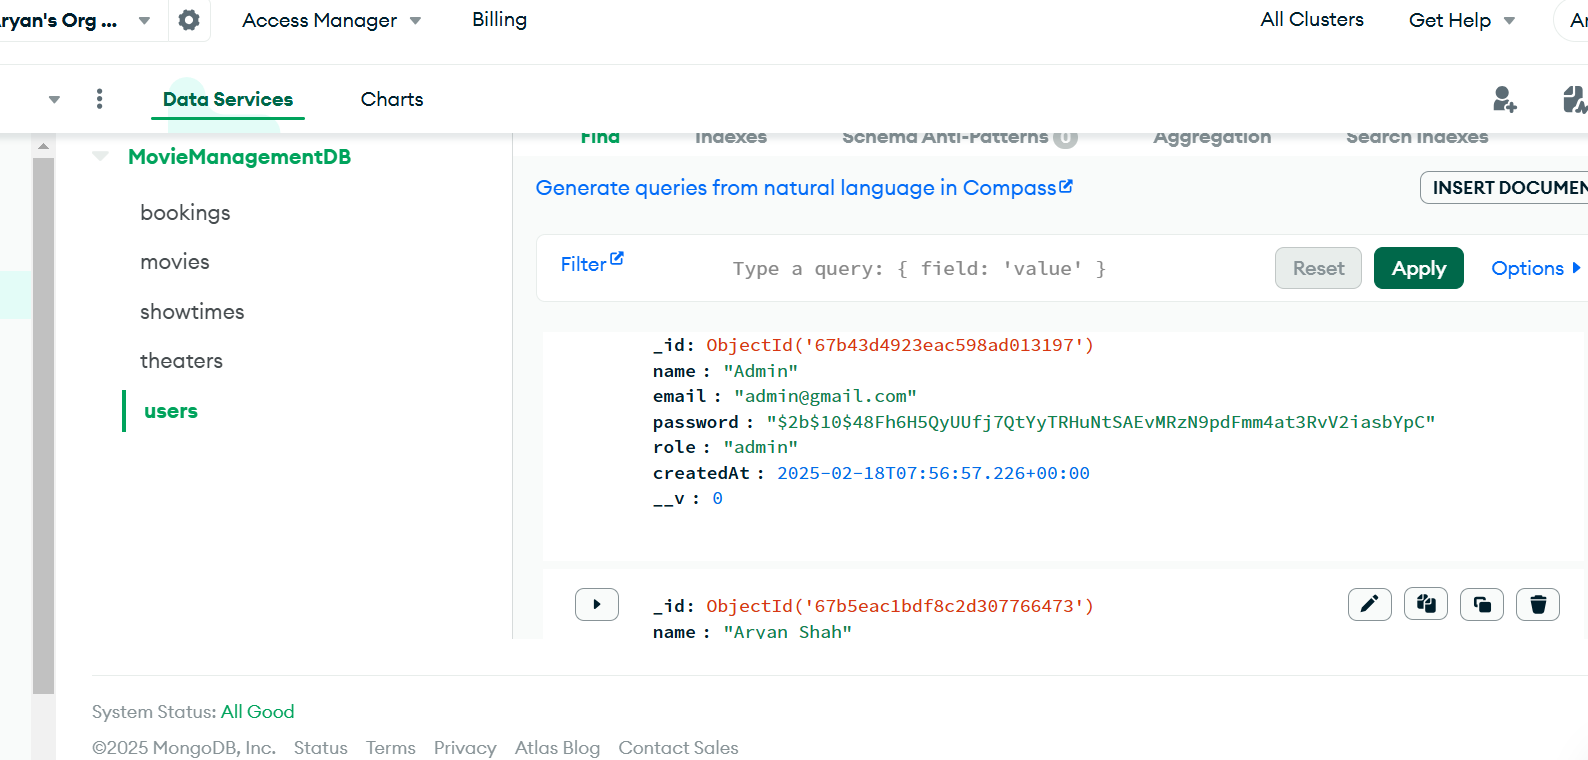 ryan's Org ... Access Manager Billing All Clusters Get Help
Data Services Charts
MovieManagementDB
bookings
movies
showtimes
theaters
users
Find Indexes Schema Anti-Patterns 0 Aggregation Search Indexes
Generate queries from natural language in Compass
INSERT DOCUMEN
Filter Type a query: { field: 'value' } Reset Apply Options
_id: ObjectId('67b43d4923eac598ad013197')
name : "Admin"
email : "admin@gmail.com"
password : "$2b$10$48Fh6H5QyUUfj7QtYyTRHuNtSAEvMRzN9pdFmm4at3RvV2iasbYpC"
role : "admin"
createdAt : 2025-02-18T07:56:57.226+00:00
__v : 0
_id: ObjectId('67b5eac1bdf8c2d307766473')
name : "Aryan Shah"
System Status: All Good
©2025 MongoDB, Inc. Status Terms Privacy Atlas Blog Contact Sales